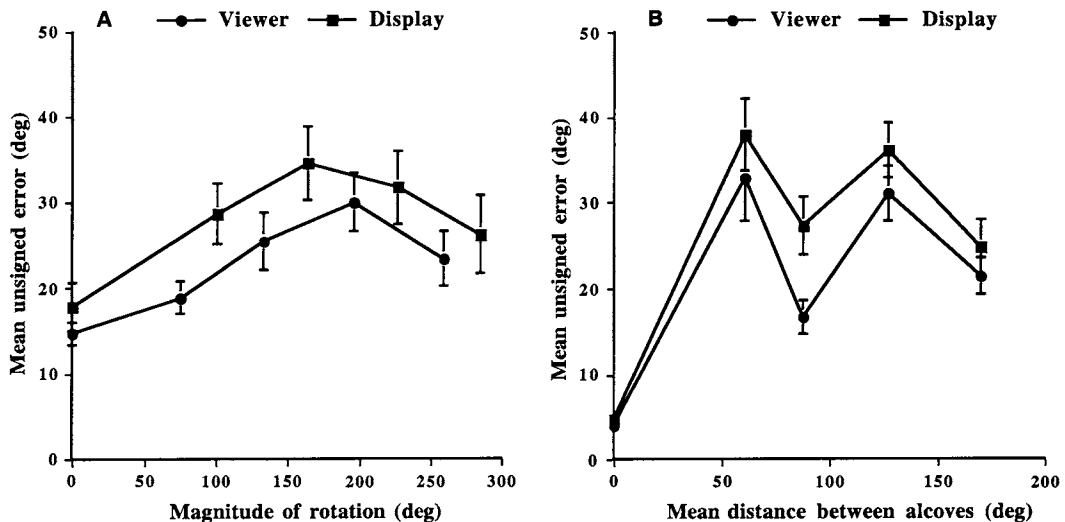 A
Viewer
Display
50
40
30
20
10
0
Mean unsigned error (deg)
0
50
100
150
200
250
300
Magnitude of rotation (deg)
B
Viewer
Display
50
40
30
20
10
0
Mean unsigned error (deg)
0
50
100
150
200
Mean distance between alcoves (deg)